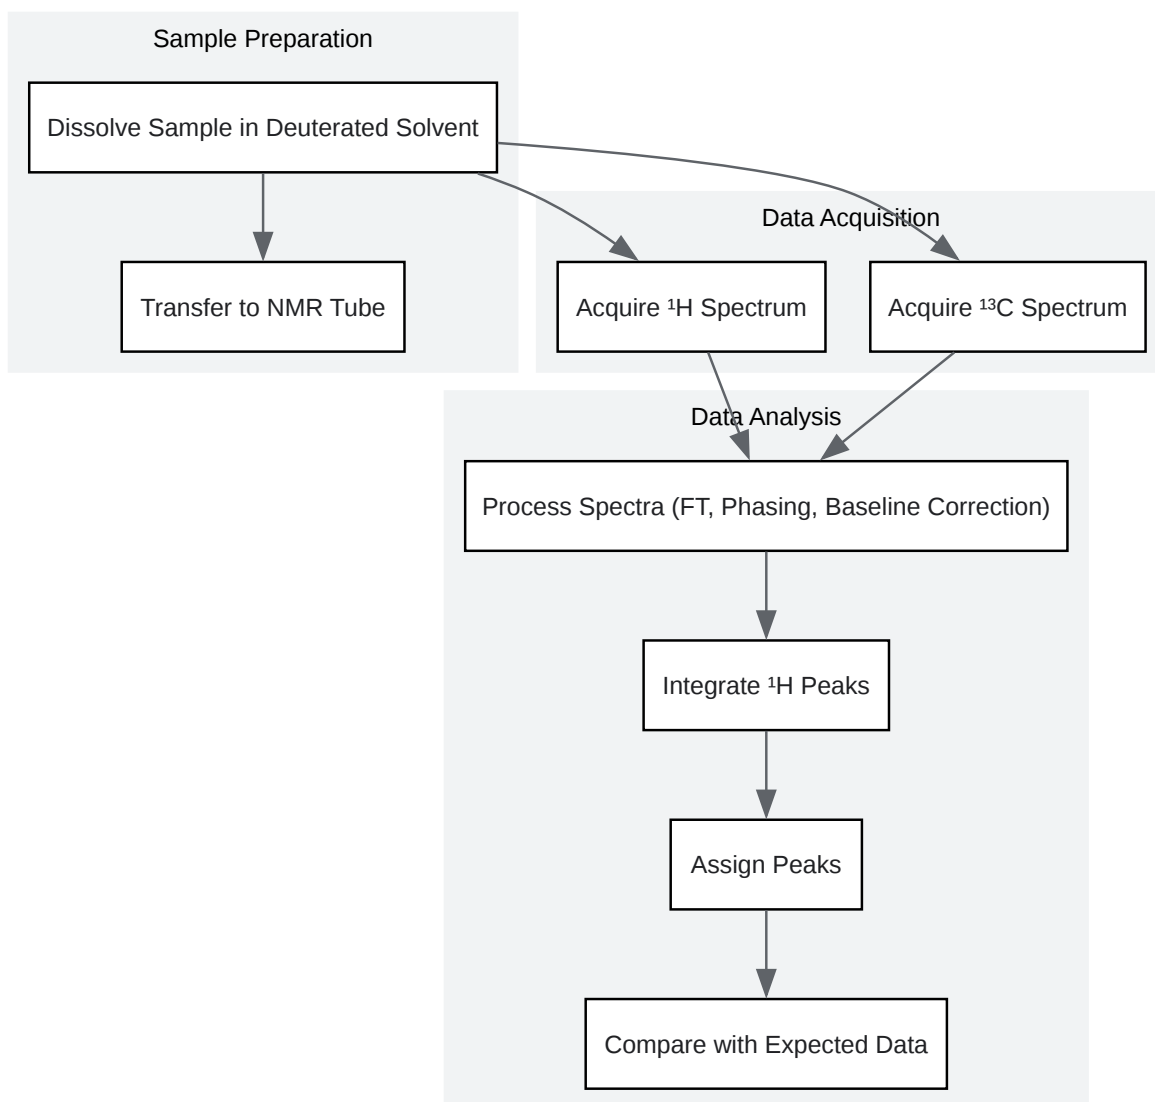 Sample Preparation
Dissolve Sample in Deuterated Solvent
Transfer to NMR Tube
Data Acquisition
Acquire ¹H Spectrum
Acquire ¹³C Spectrum
Data Analysis
Process Spectra (FT, Phasing, Baseline Correction)
Integrate ¹H Peaks
Assign Peaks
Compare with Expected Data